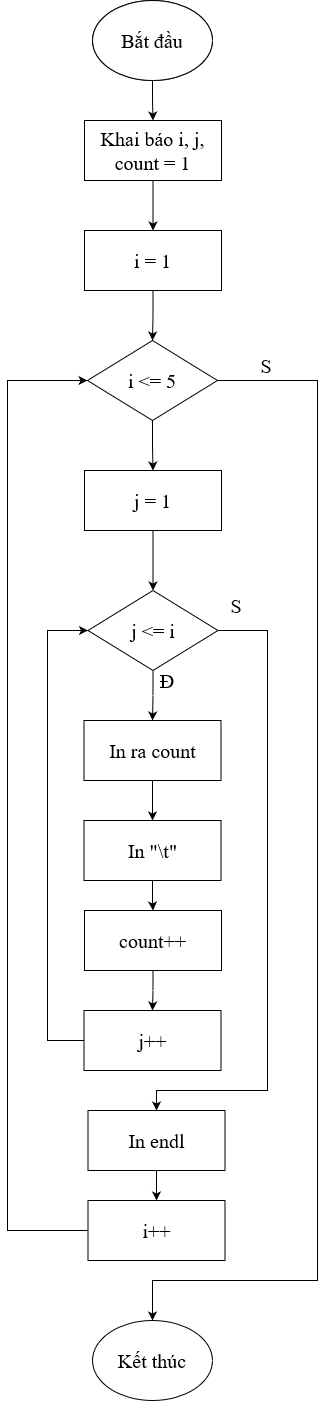 Bắt đầu
Khai báo i, j,
count = 1
i = 1
i <= 5
S
j = 1
S
j <= i
Đ
In ra count
In "\t"
count++
j++
In endl
i++
Kết thúc